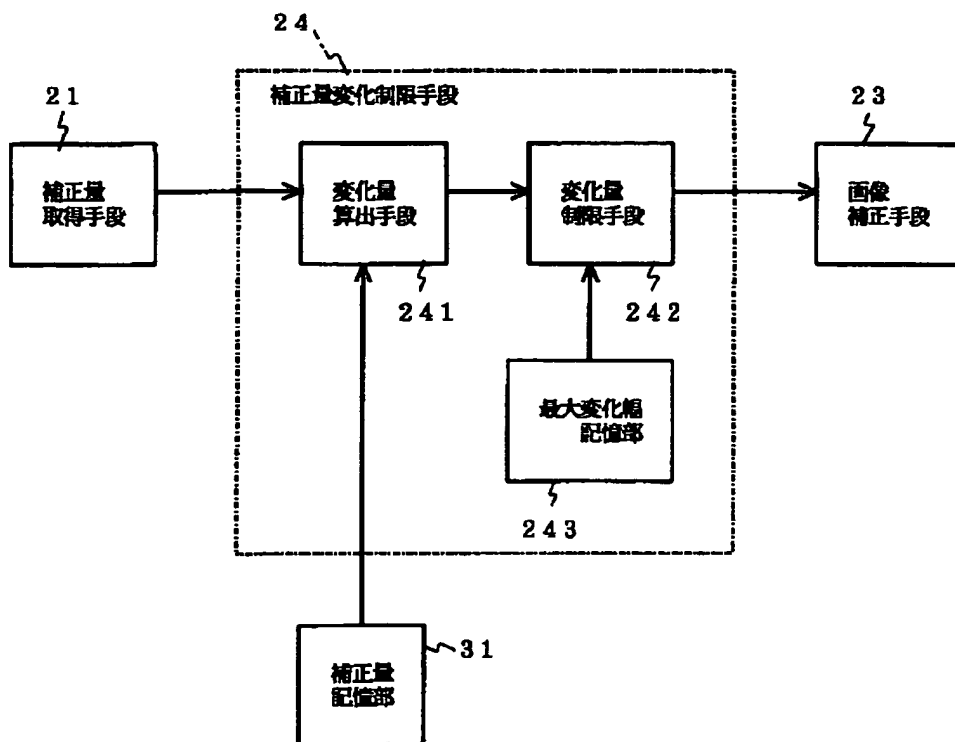 24
補正量変化制限手段
21
23
補正量
取得手段
変化量
算出手段
変化量
制限手段
画像
補正手段
241
242
最大変化幅
記憶部
243
31
補正量
記憶部